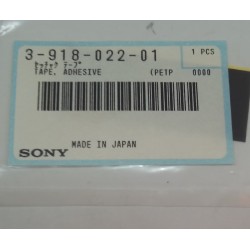 3-918-022-01
1 PCS
TAPE, ADHESIVE (PETP 0000
MADE IN JAPAN
SONY